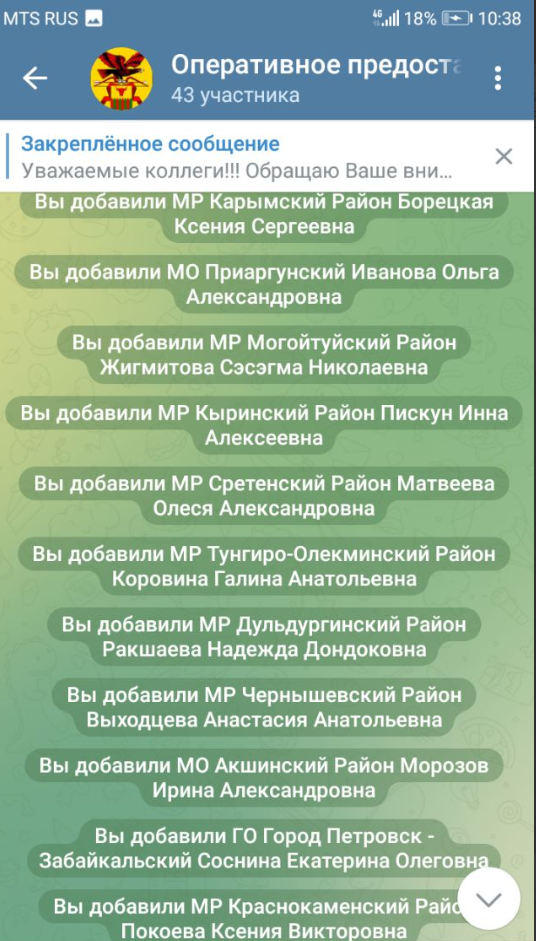 MTS RUS 4G 18% 10:38
Оперативное предоста
43 участника
Закреплённое сообщение
Уважаемые коллеги!!! Обращаю Ваше вни...
Вы добавили МР Карымский Район Борецкая
Ксения Сергеевна
Вы добавили МО Приаргунский Иванова Ольга
Александровна
Вы добавили МР Могойтуйский Район
Жигмитова Сэсэгма Николаевна
Вы добавили МР Кыринский Район Пискун Инна
Алексеевна
Вы добавили МР Сретенский Район Матвеева
Олеся Александровна
Вы добавили МР Тунгиро-Олекминский Район
Коровина Галина Анатольевна
Вы добавили МР Дульдургинский Район
Ракшаева Надежда Дондоковна
Вы добавили МР Чернышевский Район
Выходцева Анастасия Анатольевна
Вы добавили МО Акшинский Район Морозов
Ирина Александровна
Вы добавили ГО Город Петровск -
Забайкальский Соснина Екатерина Олеговна
Вы добавили МР Краснокаменский Райо
Покоева Ксения Викторовна